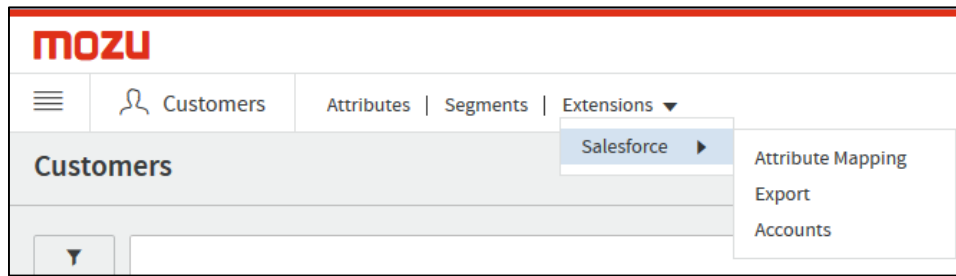 mozu
Customers Attributes | Segments | Extensions
Salesforce
Customers
Attribute Mapping
Export
Accounts